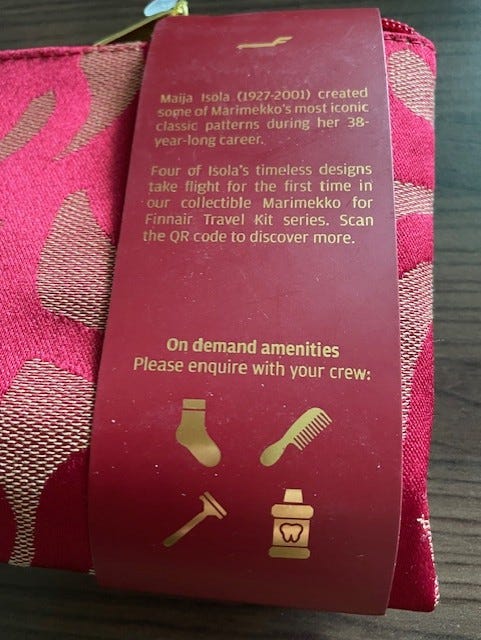 Maija Isola (1927-2001) created
some of Marimekko's most iconic
classic patterns during her 38-
year-long career.
Four of Isola's timeless designs
take flight for the first time in
our collectible Marimekko for
Finnair Travel Kit series. Scan
the QR code to discover more.
On demand amenities
Please enquire with your crew: